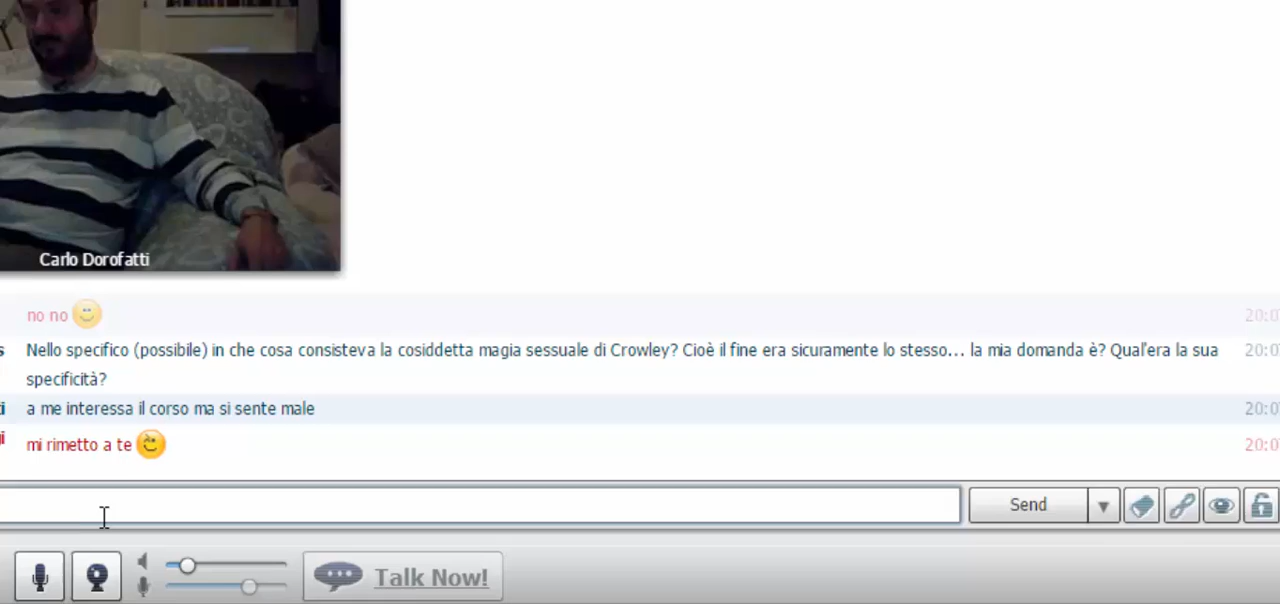 Carlo Dorofatti
no no
20:0
s Nello specifico (possibile) in che cosa consisteva la cosiddetta magia sessuale di Crowley? Cioè il fine era sicuramente lo stesso... la mia domanda è? Qual'era la sua 20:0
specificità?
ti a me interessa il corso ma si sente male 20:0
gi mi rimetto a te 20:0
Send
Talk Now!